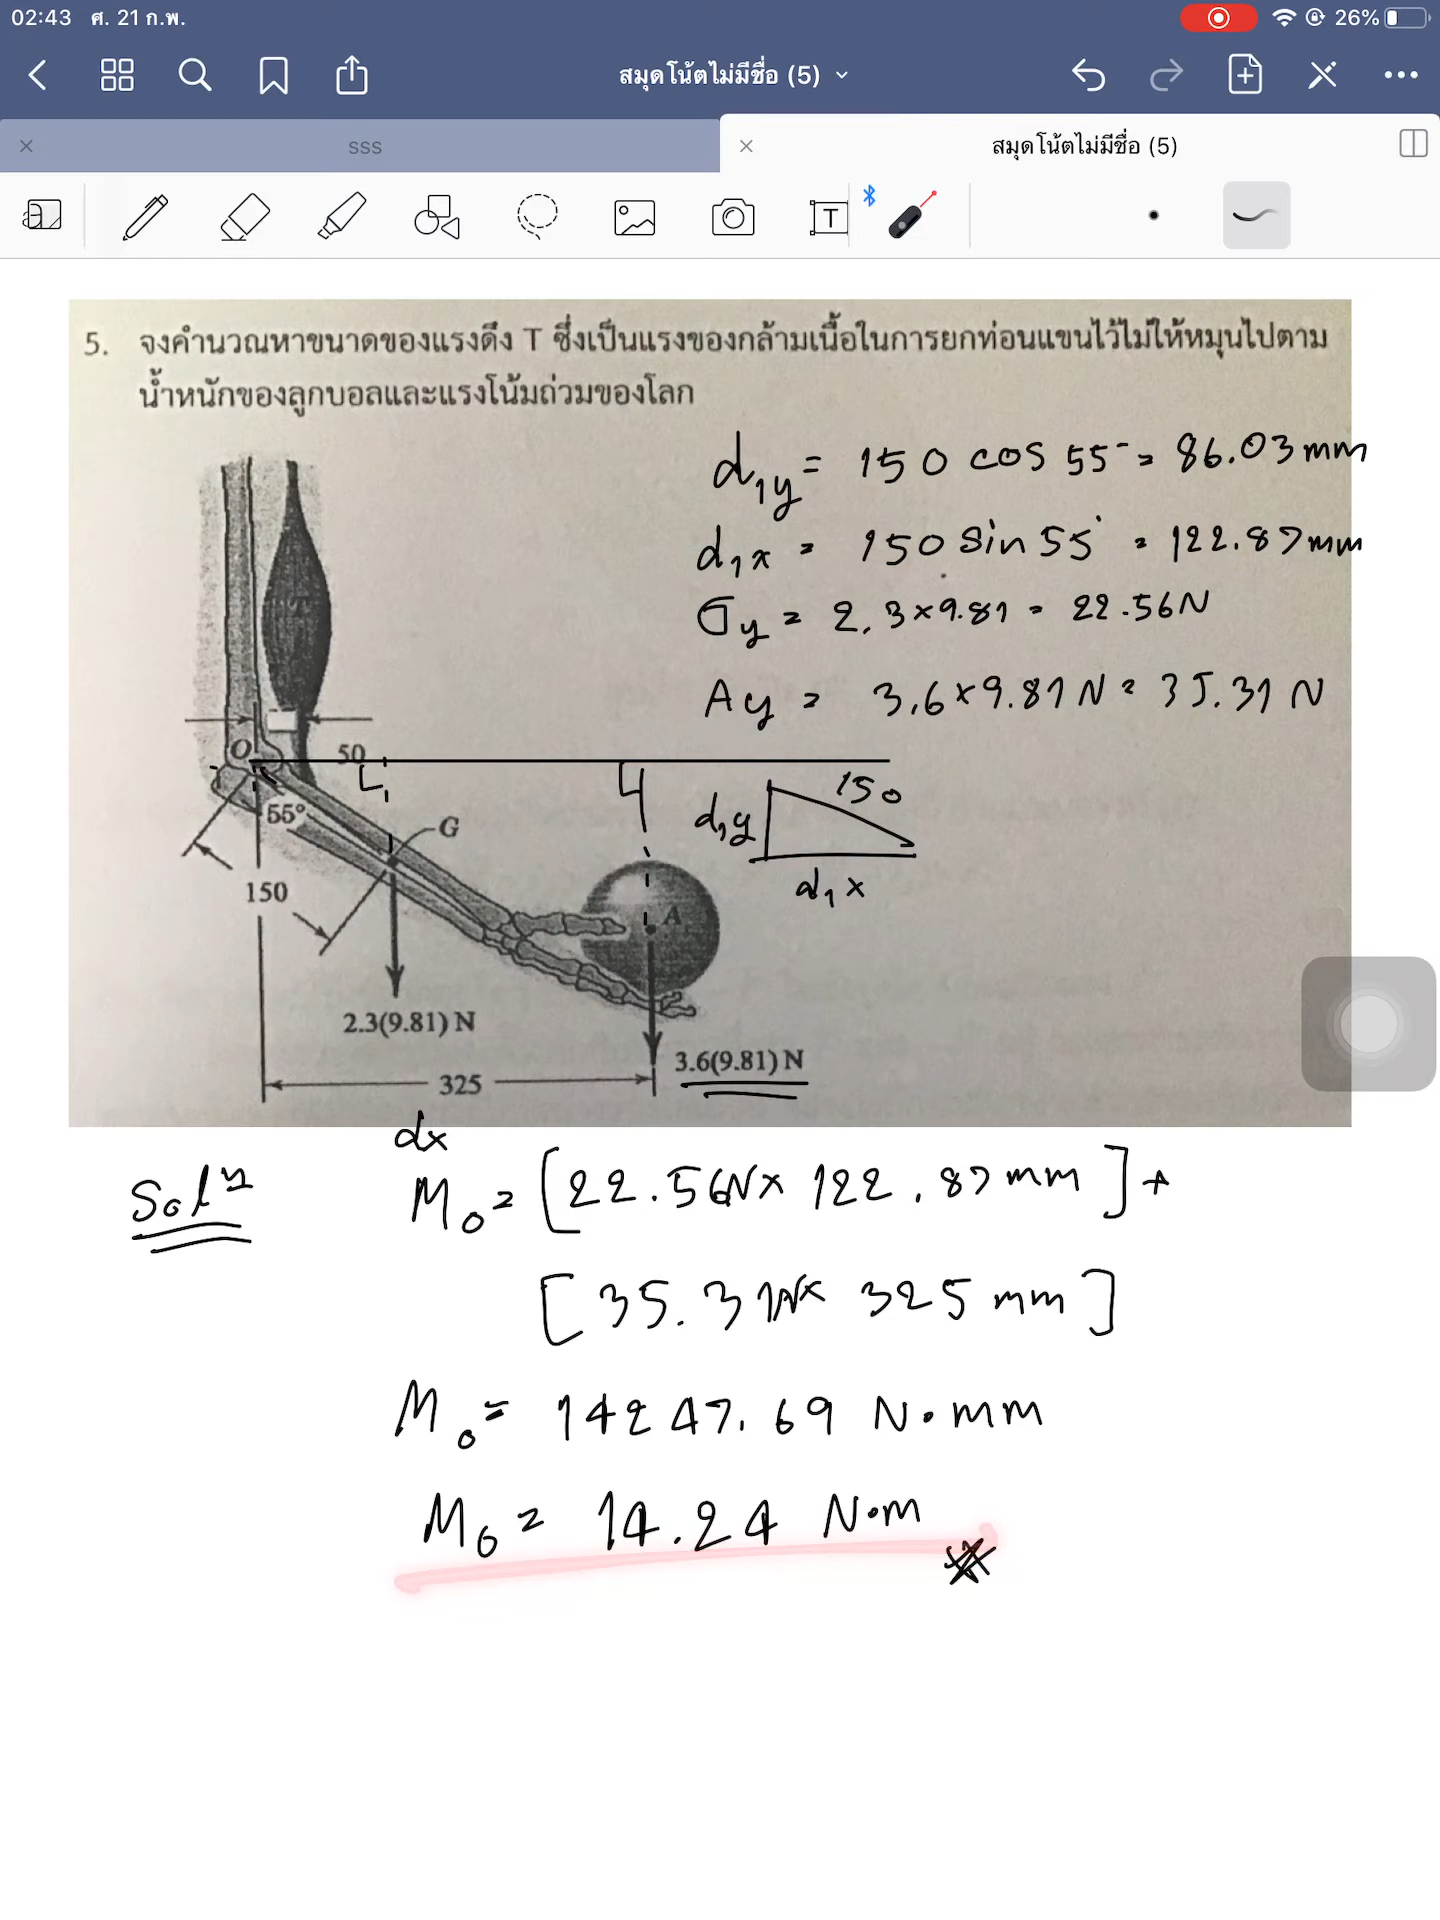 02:43 ศ. 21 ก.พ.
26%
สมุดโน้ตไม่มีชื่อ (5)
sss
สมุดโน้ตไม่มีชื่อ (5)
T
5. จงคำนวณหาขนาดของแรงดึง T ซึ่งเป็นแรงของกล้ามเนื้อในการยกท่อนแขนไว้ไม่ให้หมุนไปตาม
น้ำหนักของลูกบอลและแรงโน้มถ่วงของโลก
d1y = 150 cos 55° = 86.03 mm
d1x = 150 sin 55° = 122.87 mm
Gy = 2.3×9.81 = 22.56 N
Ay = 3.6×9.81 N = 35.31 N
O
50
55°
G
150
A
d1y
150
d1x
2.3(9.81) N
3.6(9.81) N
325
dx
Solⁿ
Mo = [22.56N× 122.87 mm] +
[35.31N× 325 mm]
Mo = 14247.69 N·mm
Mo = 14.24 N·m